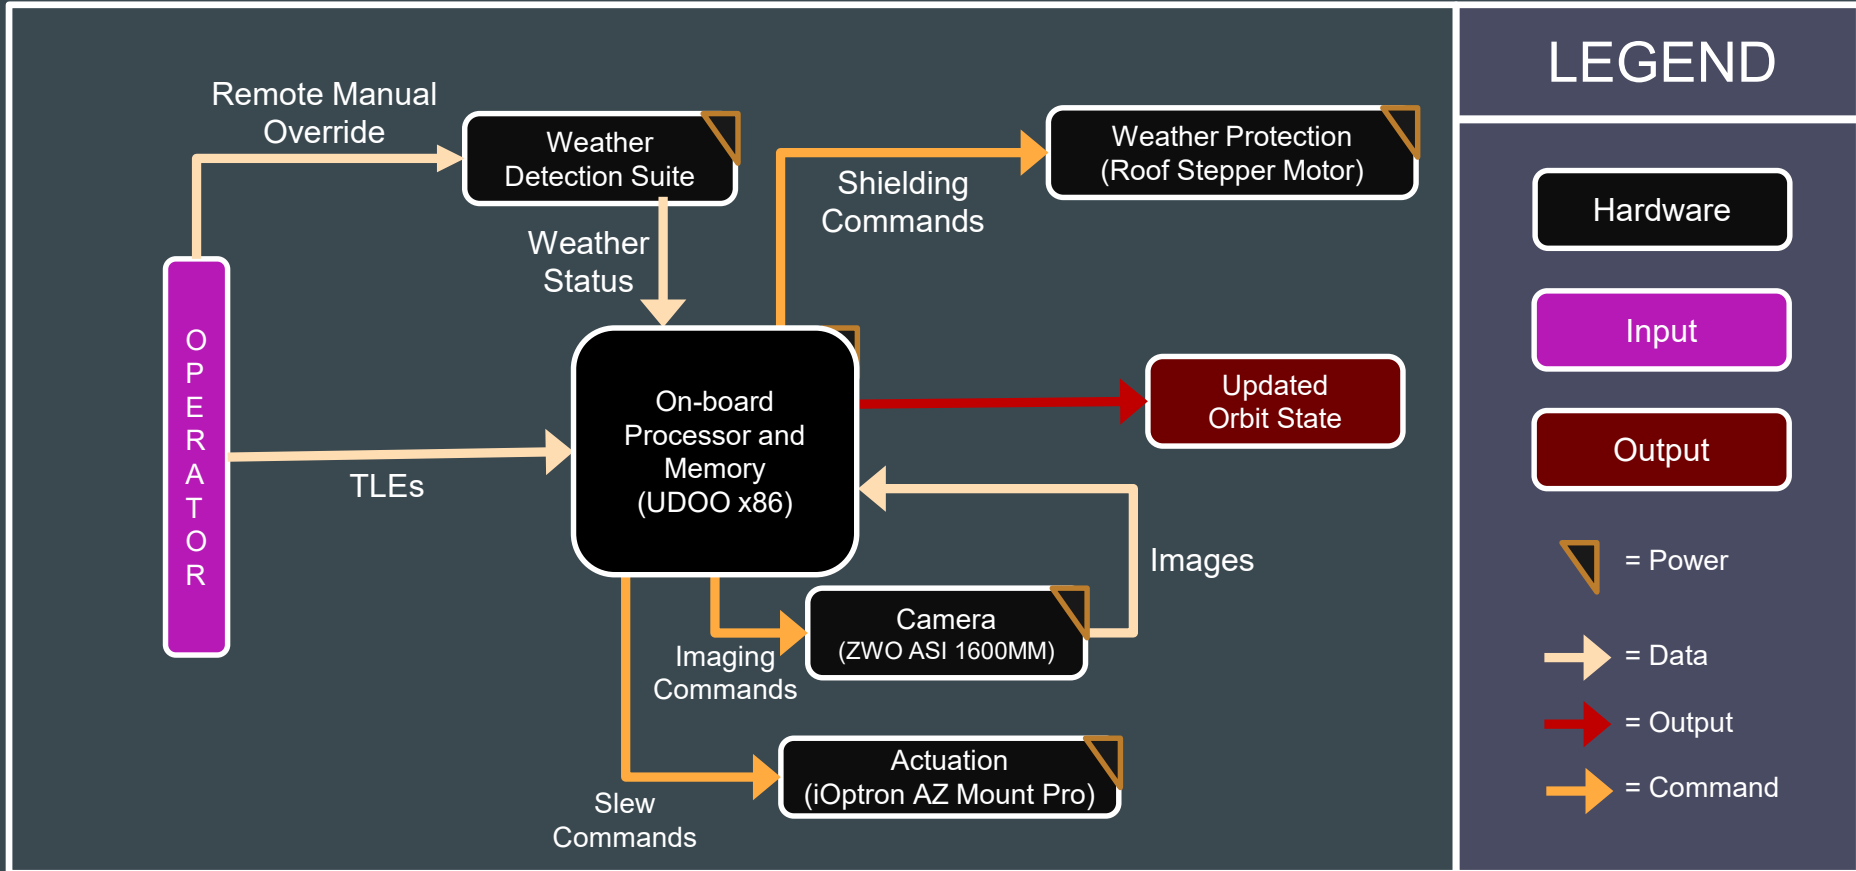 LEGEND
Remote Manual
Override
Weather
Detection Suite
Weather Protection
(Roof Stepper Motor)
Shielding
Commands
Weather
Status
OPERATOR
TLEs
On-board
Processor and
Memory
(UDOO x86)
Updated
Orbit State
Images
Camera
(ZWO ASI 1600MM)
Imaging
Commands
Actuation
(iOptron AZ Mount Pro)
Slew
Commands
Hardware
Input
Output
= Power
= Data
= Output
= Command